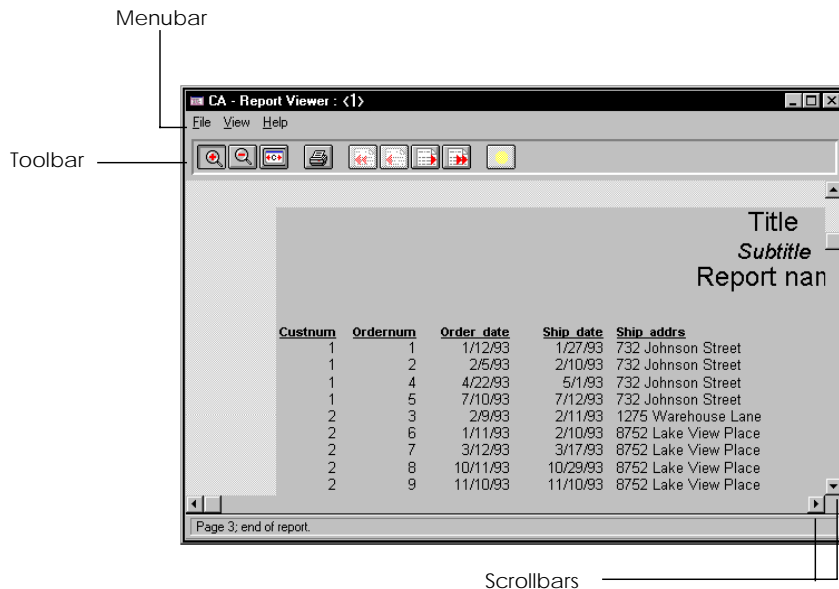 Menubar
CA - Report Viewer : <1>
File View Help
Toolbar
Title
Subtitle
Report nam
Custnum Ordernum Order date Ship date Ship addrs
1 1 1/12/93 1/27/93 732 Johnson Street
1 2 2/5/93 2/10/93 732 Johnson Street
1 4 4/22/93 5/1/93 732 Johnson Street
1 5 7/10/93 7/12/93 732 Johnson Street
2 3 2/9/93 2/11/93 1275 Warehouse Lane
2 6 1/11/93 2/10/93 8752 Lake View Place
2 7 3/12/93 3/17/93 8752 Lake View Place
2 8 10/11/93 10/29/93 8752 Lake View Place
2 9 11/10/93 11/10/93 8752 Lake View Place
Page 3; end of report.
Scrollbars